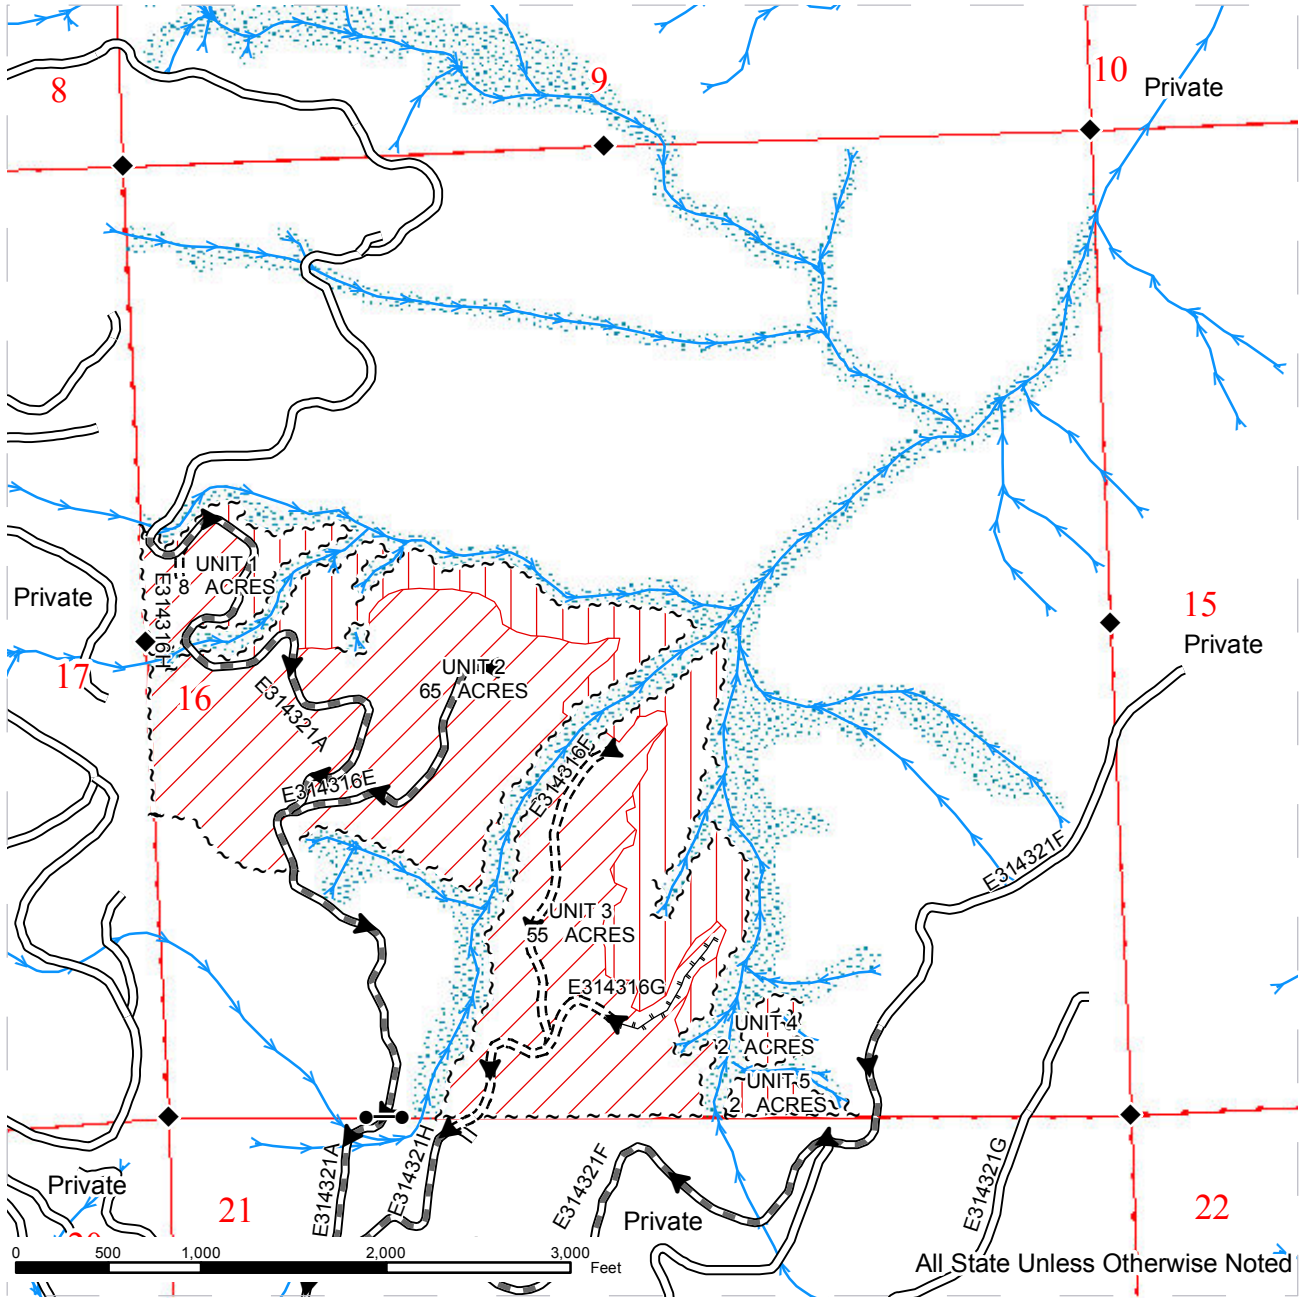 9
10
8
Private
UNIT 1
8 ACRES
E314316H
Private
15
Private
17
16
UNIT 2
65 ACRES
E314321A
E314316E
E314316F
E314321F
UNIT 3
55 ACRES
E314316G
UNIT 4
2 ACRES
UNIT 5
2 ACRES
E314321A
E314321H
E314321F
E314321G
Private
21
Private
22
20
0 500 1,000 2,000 3,000
Feet
All State Unless Otherwise Noted